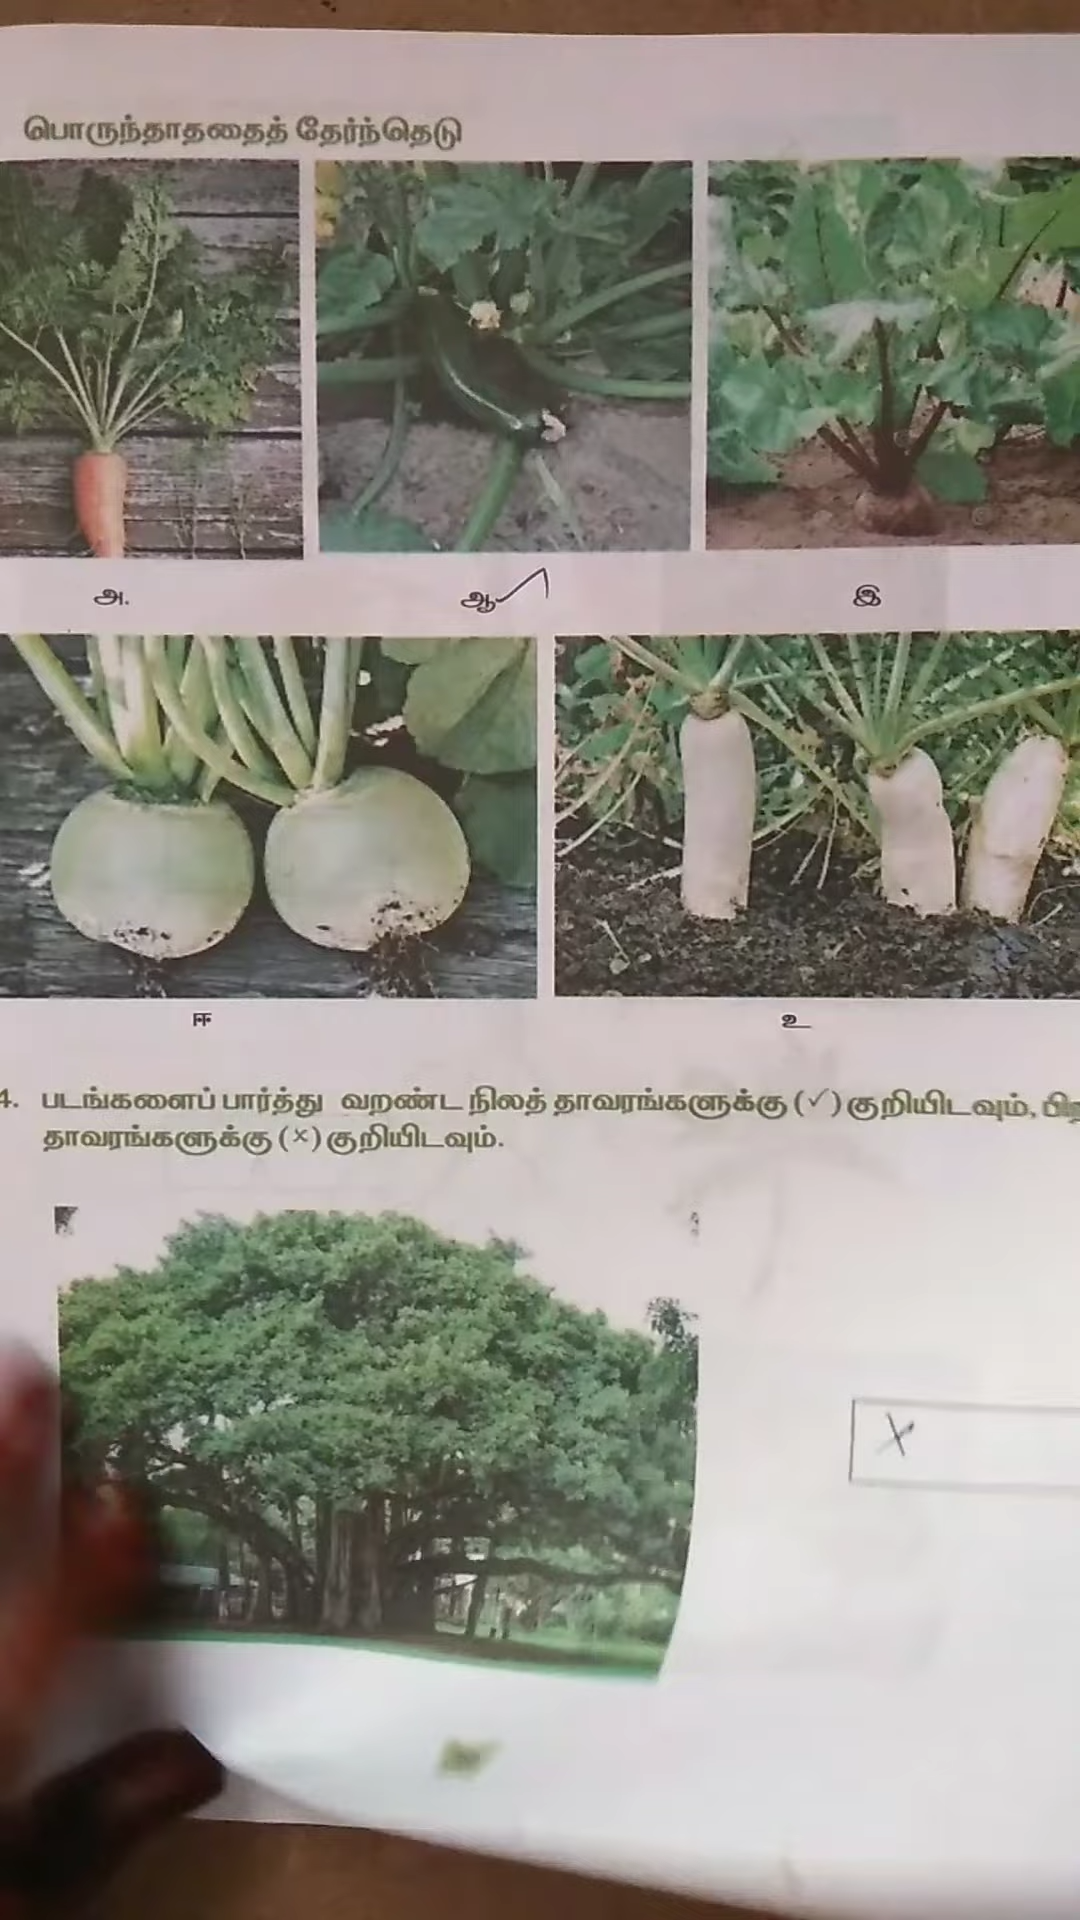 பொருந்தாததைத் தேர்ந்தெடு
அ. ஆ இ
ஈ உ
4. படங்களைப் பார்த்து வறண்ட நிலத் தாவரங்களுக்கு (✓) குறியிடவும்,
தாவரங்களுக்கு (×) குறியிடவும்.
X